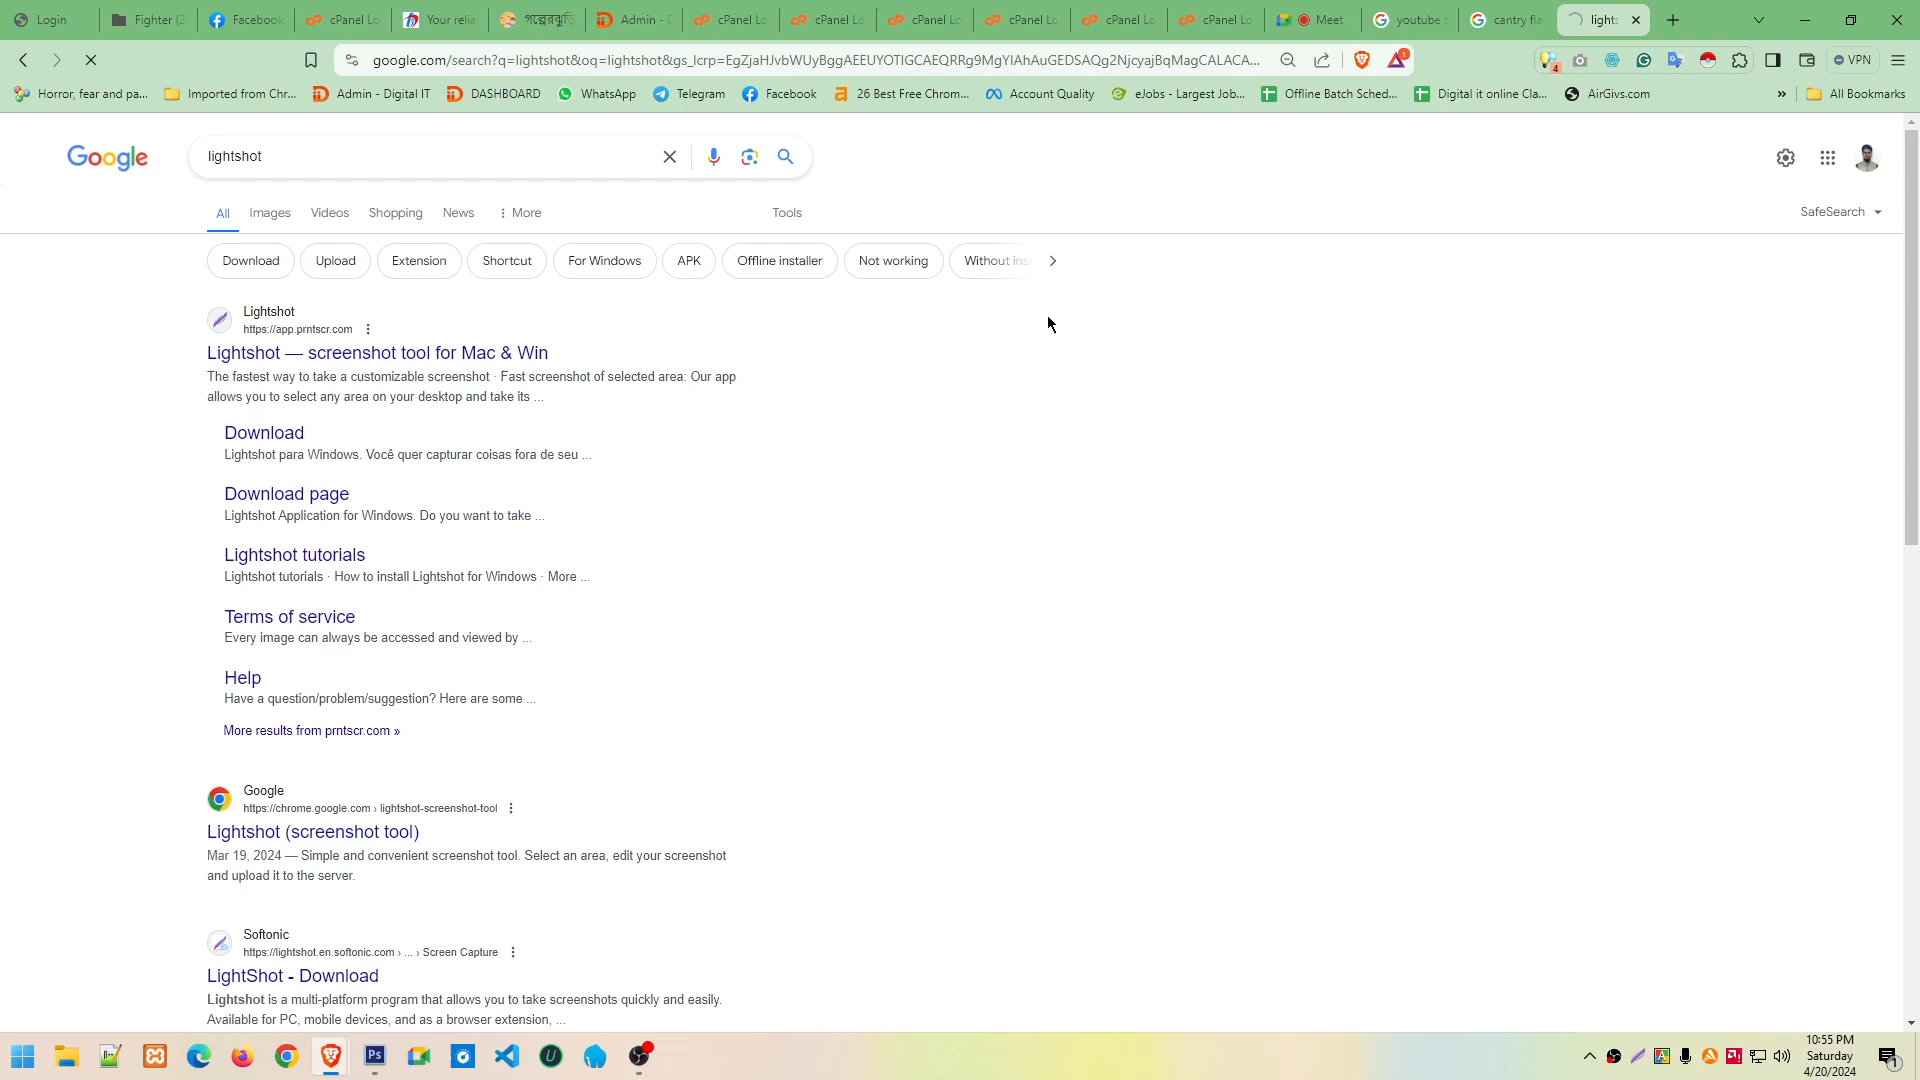 Login
Fighter (2
Facebook
cPanel Lo
Your relia
গল্পেরঝুড়ি
Admin - D
cPanel Lo
cPanel Lo
cPanel Lo
cPanel Lo
cPanel Lo
cPanel Lo
Meet
youtube t
cantry fla
lights
google.com/search?q=lightshot&oq=lightshot&gs_lcrp=EgZjaHJvbWUyBggAEEUYOTIGCAEQRRg9MgYIAhAuGEDSAQg2NjcyajBqMagCALACA...
1
4
VPN
Horror, fear and pa...
Imported from Chr...
Admin - Digital IT
DASHBOARD
WhatsApp
Telegram
Facebook
26 Best Free Chrom...
Account Quality
eJobs - Largest Job...
Offline Batch Sched...
Digital it online Cla...
AirGivs.com
»
All Bookmarks
Google
lightshot
All
Images
Videos
Shopping
News
More
Tools
SafeSearch
Download
Upload
Extension
Shortcut
For Windows
APK
Offline installer
Not working
Without inst
Lightshot
https://app.prntscr.com
Lightshot — screenshot tool for Mac & Win
The fastest way to take a customizable screenshot · Fast screenshot of selected area: Our app
allows you to select any area on your desktop and take its ...
Download
Lightshot para Windows. Você quer capturar coisas fora de seu ...
Download page
Lightshot Application for Windows. Do you want to take ...
Lightshot tutorials
Lightshot tutorials · How to install Lightshot for Windows · More ...
Terms of service
Every image can always be accessed and viewed by ...
Help
Have a question/problem/suggestion? Here are some ...
More results from prntscr.com »
Google
https://chrome.google.com › lightshot-screenshot-tool
Lightshot (screenshot tool)
Mar 19, 2024 — Simple and convenient screenshot tool. Select an area, edit your screenshot
and upload it to the server.
Softonic
https://lightshot.en.softonic.com › ... › Screen Capture
LightShot - Download
Lightshot is a multi-platform program that allows you to take screenshots quickly and easily.
Available for PC, mobile devices, and as a browser extension, ...
Ps
10:55 PM
Saturday
4/20/2024
1